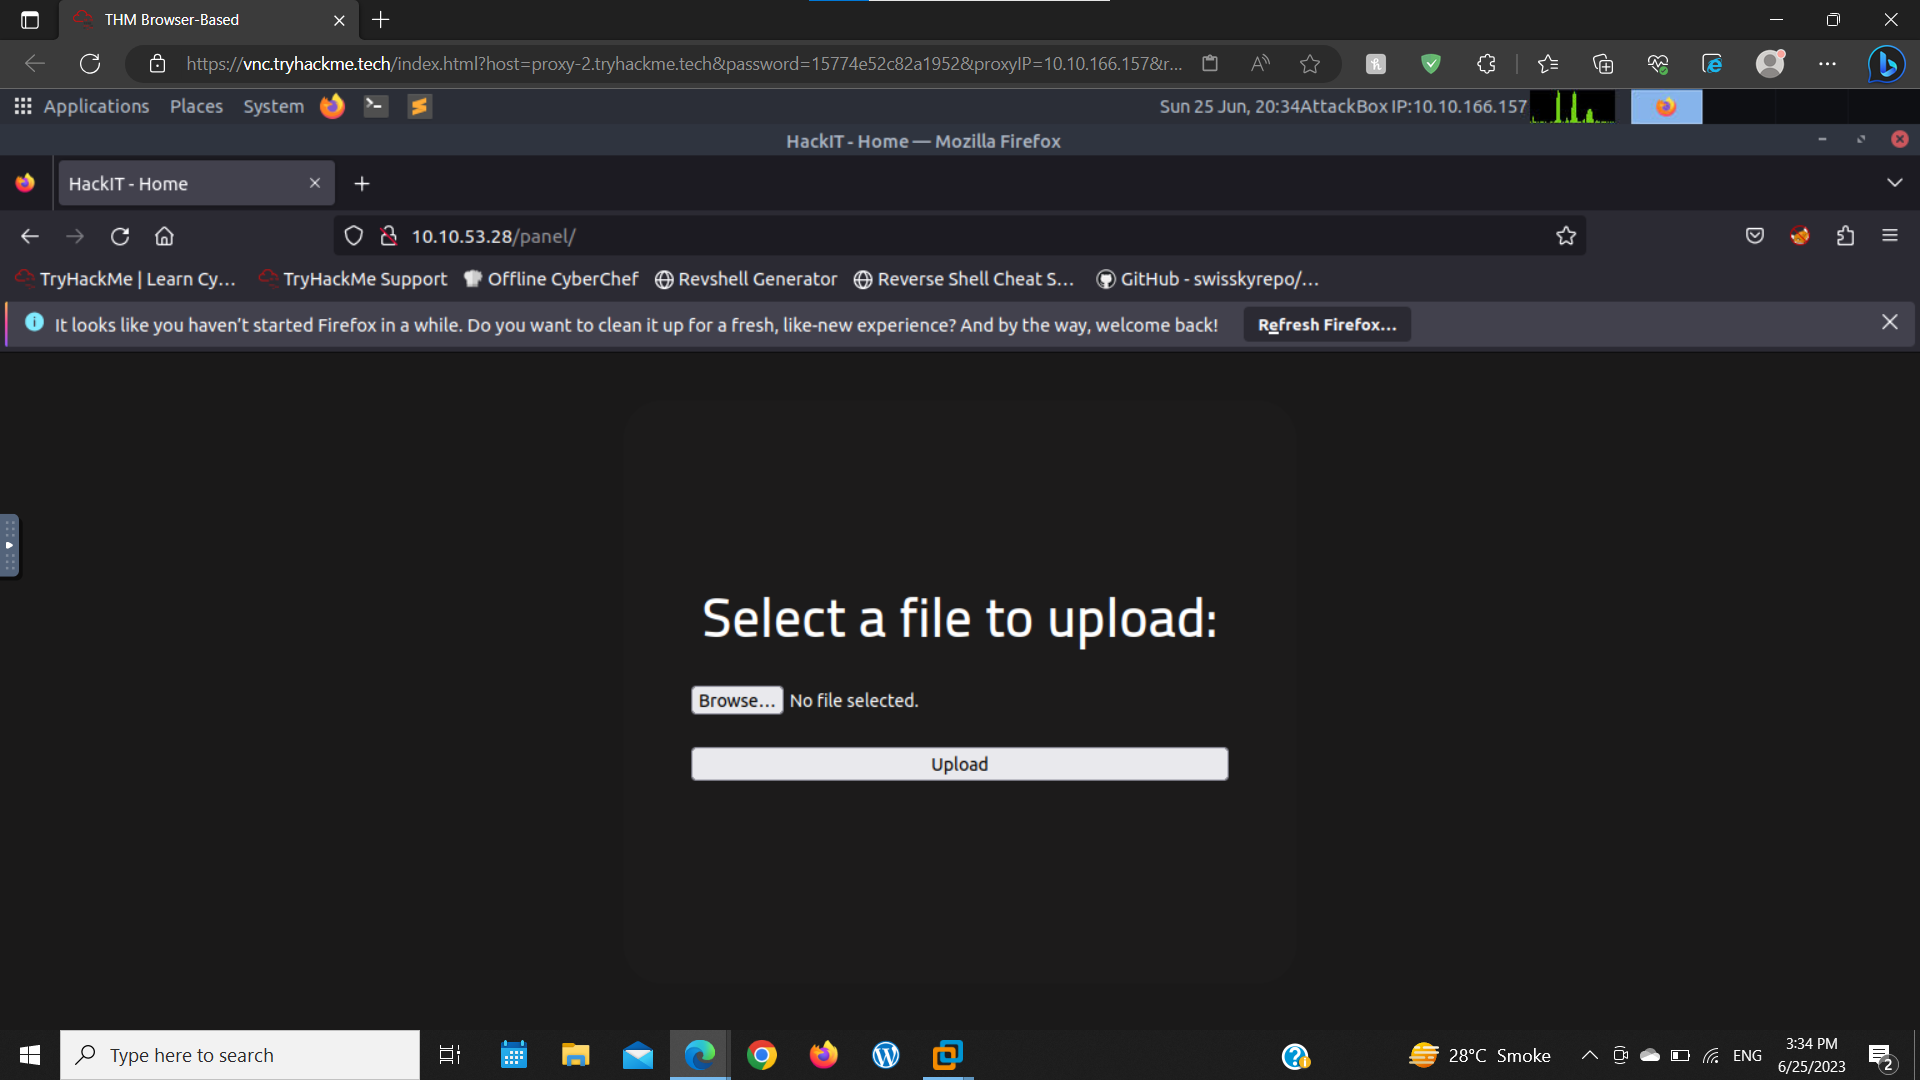 THM Browser-Based
https://vnc.tryhackme.tech/index.html?host=proxy-2.tryhackme.tech&password=15774e52c82a1952&proxyIP=10.10.166.157&r...
Applications Places System Sun 25 Jun, 20:34 AttackBox IP:10.10.166.157
HackIT - Home — Mozilla Firefox
HackIT - Home
10.10.53.28/panel/
TryHackMe | Learn Cy... TryHackMe Support Offline CyberChef Revshell Generator Reverse Shell Cheat S... GitHub - swisskyrepo/...
It looks like you haven't started Firefox in a while. Do you want to clean it up for a fresh, like-new experience? And by the way, welcome back! Refresh Firefox...
Select a file to upload:
Browse... No file selected.
Upload
Type here to search 28°C Smoke ENG 3:34 PM
6/25/2023 2